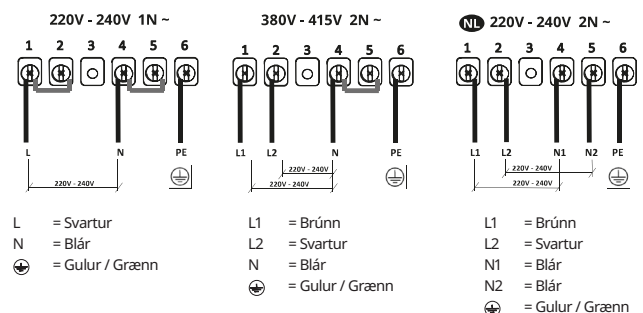 220V - 240V 1N ~
1 2 3 4 5 6
L N PE
220V - 240V
L = Svartur
N = Blár
= Gulur / Grænn
380V - 415V 2N ~
1 2 3 4 5 6
L1 L2 N PE
220V - 240V
220V - 240V
L1 = Brúnn
L2 = Svartur
N = Blár
= Gulur / Grænn
NL 220V - 240V 2N ~
1 2 3 4 5 6
L1 L2 N1 N2 PE
220V - 240V
220V - 240V
L1 = Brúnn
L2 = Svartur
N1 = Blár
N2 = Blár
= Gulur / Grænn